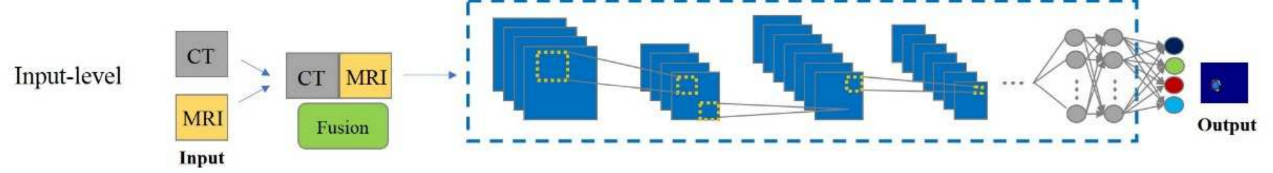 Input-level
CT
MRI
Input
CT MRI
Fusion
Output